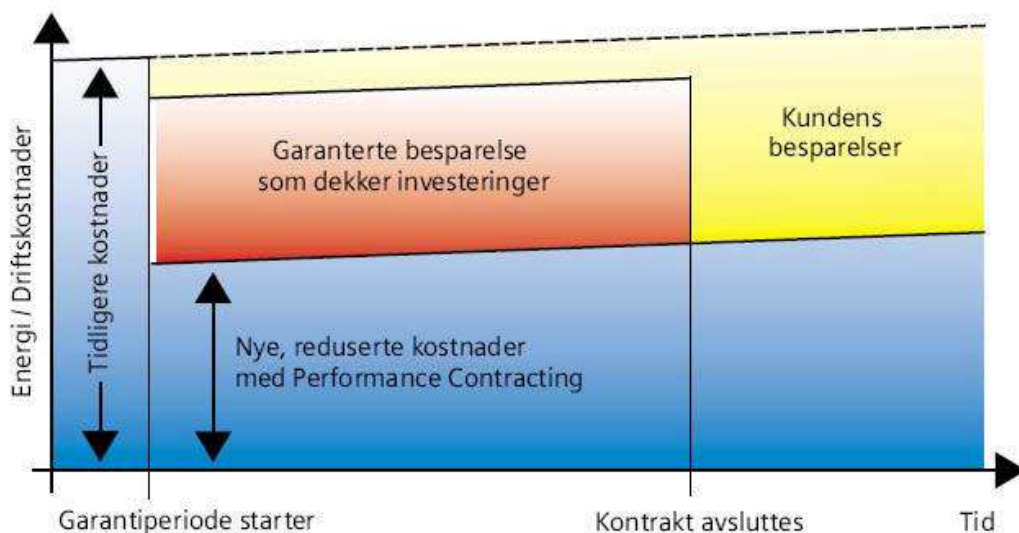 Energi / Driftskostnader
Tidligere kostnader
Garanterte besparelse
som dekker investeringer
Kundens
besparelser
Nye, reduserte kostnader
med Performance Contracting
Garantiperiode starter
Kontrakt avsluttes
Tid